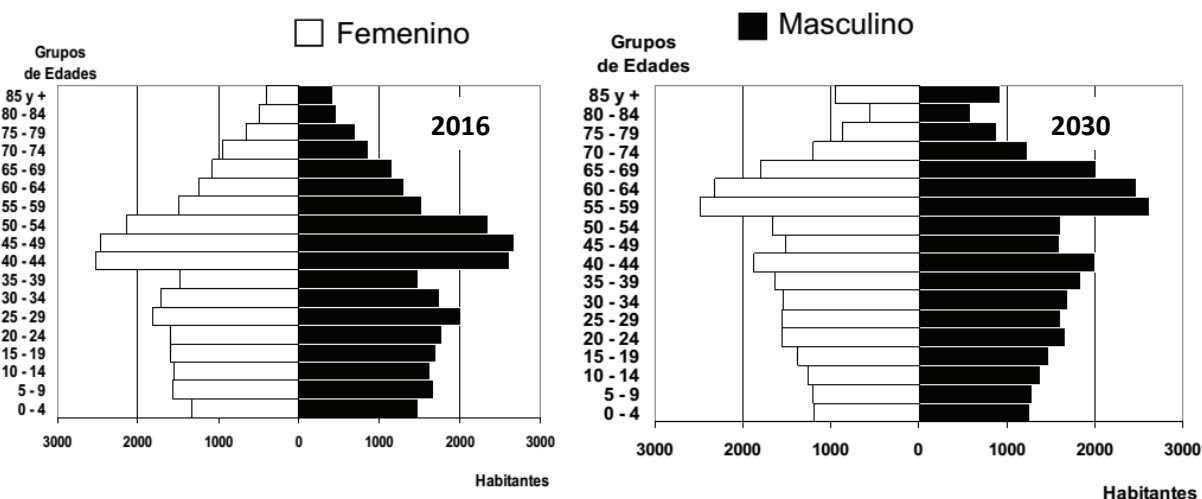 Femenino
Masculino
Grupos
de Edades
85 y +
80 - 84
75 - 79
70 - 74
65 - 69
60 - 64
55 - 59
50 - 54
45 - 49
40 - 44
35 - 39
30 - 34
25 - 29
20 - 24
15 - 19
10 - 14
5 - 9
0 - 4
2016
3000 2000 1000 0 1000 2000 3000
Habitantes
Grupos
de Edades
85 y +
80 - 84
75 - 79
70 - 74
65 - 69
60 - 64
55 - 59
50 - 54
45 - 49
40 - 44
35 - 39
30 - 34
25 - 29
20 - 24
15 - 19
10 - 14
5 - 9
0 - 4
2030
3000 2000 1000 0 1000 2000 3000
Habitantes